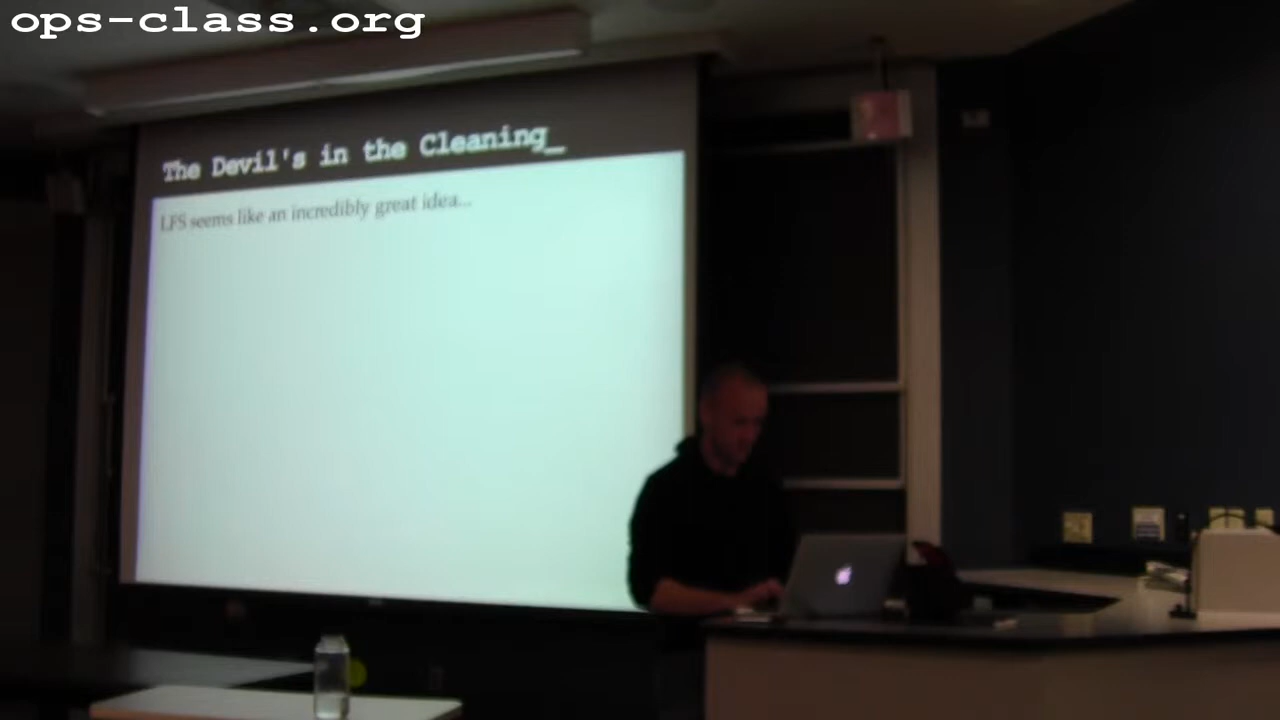 ops-class.org
The Devil's in the Cleaning_
LFS seems like an incredibly great idea...